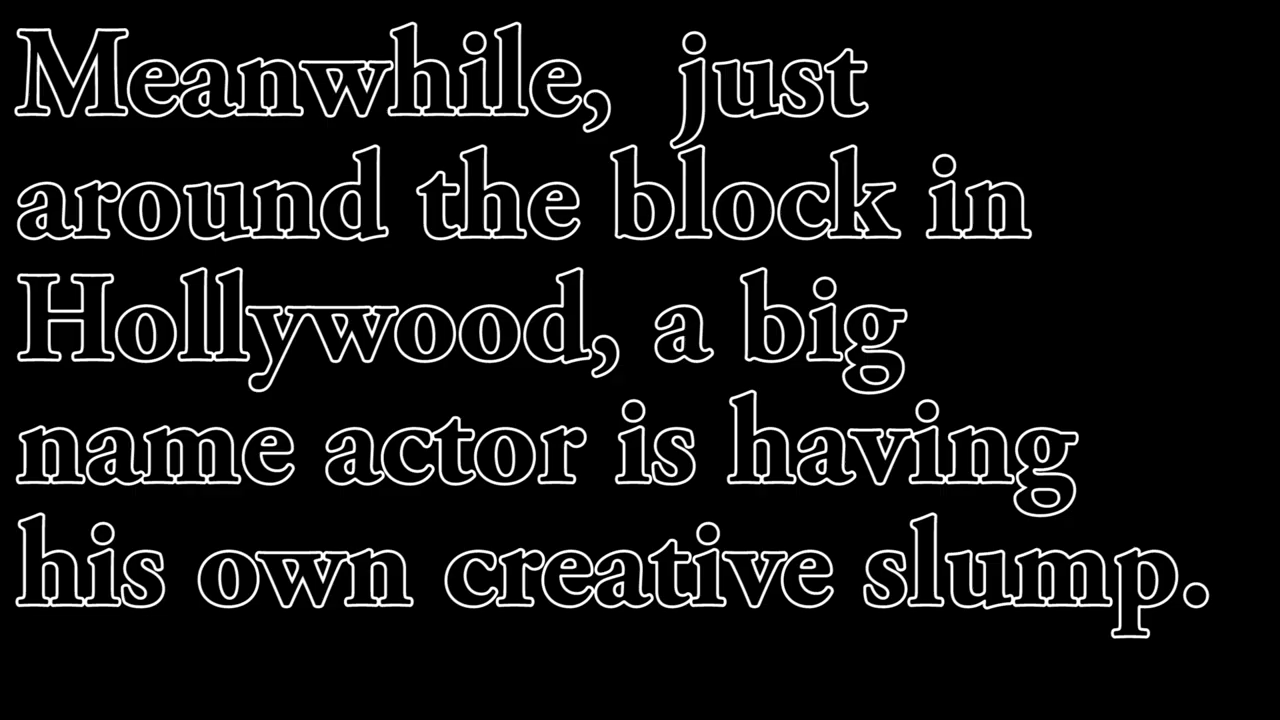 Meanwhile,  just
around the block in
Hollywood, a big
name actor is having
his own creative slump.